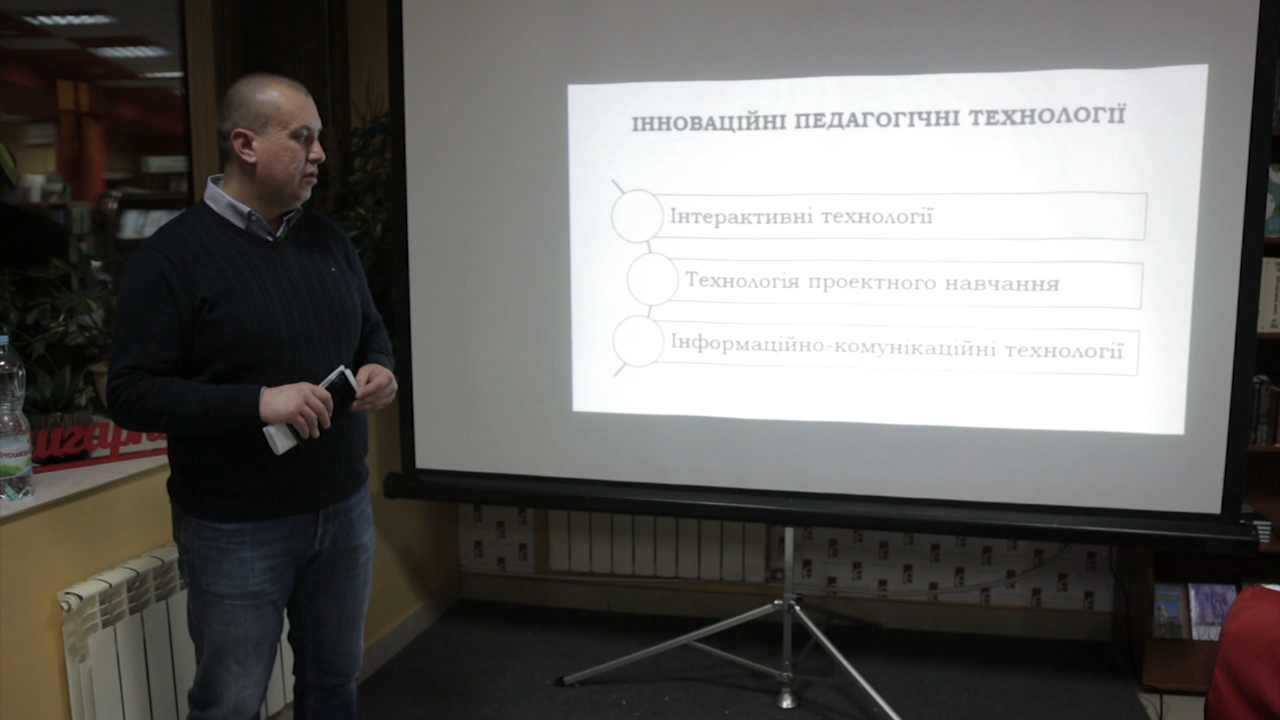 ІННОВАЦІЙНІ ПЕДАГОГІЧНІ ТЕХНОЛОГІЇ
Інтерактивні технології
Технологія проектного навчання
Інформаційно-комунікаційні технології